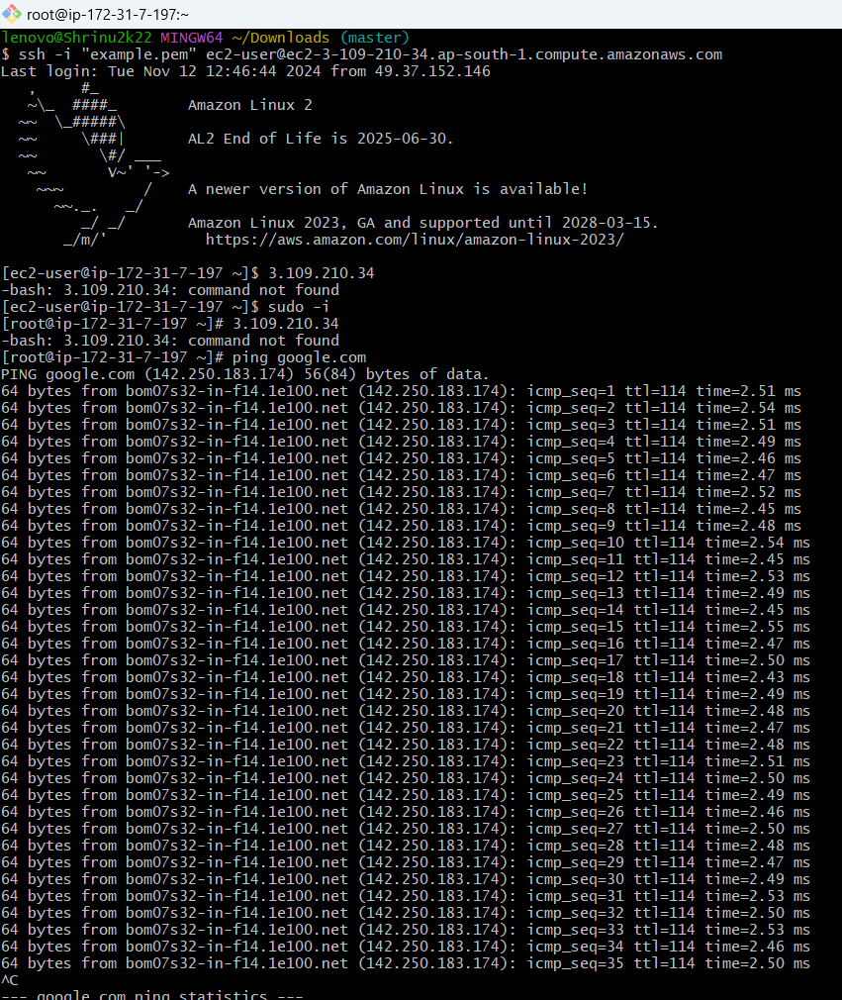 root@ip-172-31-7-197:~
lenovo@Shrinu2k22 MINGW64 ~/Downloads (master)
$ ssh -i "example.pem" ec2-user@ec2-3-109-210-34.ap-south-1.compute.amazonaws.com
Last login: Tue Nov 12 12:46:44 2024 from 49.37.152.146
   ,     #_
   ~\_  ####_        Amazon Linux 2
  ~~  \_#####\
  ~~     \###|       AL2 End of Life is 2025-06-30.
  ~~       \#/ ___
   ~~       V~' '->
    ~~~         /    A newer version of Amazon Linux is available!
      ~~._.   _/
         _/ _/       Amazon Linux 2023, GA and supported until 2028-03-15.
       _/m/'           https://aws.amazon.com/linux/amazon-linux-2023/
[ec2-user@ip-172-31-7-197 ~]$ 3.109.210.34
-bash: 3.109.210.34: command not found
[ec2-user@ip-172-31-7-197 ~]$ sudo -i
[root@ip-172-31-7-197 ~]# 3.109.210.34
-bash: 3.109.210.34: command not found
[root@ip-172-31-7-197 ~]# ping google.com
PING google.com (142.250.183.174) 56(84) bytes of data.
64 bytes from bom07s32-in-f14.1e100.net (142.250.183.174): icmp_seq=1 ttl=114 time=2.51 ms
64 bytes from bom07s32-in-f14.1e100.net (142.250.183.174): icmp_seq=2 ttl=114 time=2.54 ms
64 bytes from bom07s32-in-f14.1e100.net (142.250.183.174): icmp_seq=3 ttl=114 time=2.51 ms
64 bytes from bom07s32-in-f14.1e100.net (142.250.183.174): icmp_seq=4 ttl=114 time=2.49 ms
64 bytes from bom07s32-in-f14.1e100.net (142.250.183.174): icmp_seq=5 ttl=114 time=2.46 ms
64 bytes from bom07s32-in-f14.1e100.net (142.250.183.174): icmp_seq=6 ttl=114 time=2.47 ms
64 bytes from bom07s32-in-f14.1e100.net (142.250.183.174): icmp_seq=7 ttl=114 time=2.52 ms
64 bytes from bom07s32-in-f14.1e100.net (142.250.183.174): icmp_seq=8 ttl=114 time=2.45 ms
64 bytes from bom07s32-in-f14.1e100.net (142.250.183.174): icmp_seq=9 ttl=114 time=2.48 ms
64 bytes from bom07s32-in-f14.1e100.net (142.250.183.174): icmp_seq=10 ttl=114 time=2.54 ms
64 bytes from bom07s32-in-f14.1e100.net (142.250.183.174): icmp_seq=11 ttl=114 time=2.45 ms
64 bytes from bom07s32-in-f14.1e100.net (142.250.183.174): icmp_seq=12 ttl=114 time=2.53 ms
64 bytes from bom07s32-in-f14.1e100.net (142.250.183.174): icmp_seq=13 ttl=114 time=2.49 ms
64 bytes from bom07s32-in-f14.1e100.net (142.250.183.174): icmp_seq=14 ttl=114 time=2.45 ms
64 bytes from bom07s32-in-f14.1e100.net (142.250.183.174): icmp_seq=15 ttl=114 time=2.55 ms
64 bytes from bom07s32-in-f14.1e100.net (142.250.183.174): icmp_seq=16 ttl=114 time=2.47 ms
64 bytes from bom07s32-in-f14.1e100.net (142.250.183.174): icmp_seq=17 ttl=114 time=2.50 ms
64 bytes from bom07s32-in-f14.1e100.net (142.250.183.174): icmp_seq=18 ttl=114 time=2.43 ms
64 bytes from bom07s32-in-f14.1e100.net (142.250.183.174): icmp_seq=19 ttl=114 time=2.49 ms
64 bytes from bom07s32-in-f14.1e100.net (142.250.183.174): icmp_seq=20 ttl=114 time=2.48 ms
64 bytes from bom07s32-in-f14.1e100.net (142.250.183.174): icmp_seq=21 ttl=114 time=2.47 ms
64 bytes from bom07s32-in-f14.1e100.net (142.250.183.174): icmp_seq=22 ttl=114 time=2.48 ms
64 bytes from bom07s32-in-f14.1e100.net (142.250.183.174): icmp_seq=23 ttl=114 time=2.51 ms
64 bytes from bom07s32-in-f14.1e100.net (142.250.183.174): icmp_seq=24 ttl=114 time=2.50 ms
64 bytes from bom07s32-in-f14.1e100.net (142.250.183.174): icmp_seq=25 ttl=114 time=2.49 ms
64 bytes from bom07s32-in-f14.1e100.net (142.250.183.174): icmp_seq=26 ttl=114 time=2.46 ms
64 bytes from bom07s32-in-f14.1e100.net (142.250.183.174): icmp_seq=27 ttl=114 time=2.50 ms
64 bytes from bom07s32-in-f14.1e100.net (142.250.183.174): icmp_seq=28 ttl=114 time=2.48 ms
64 bytes from bom07s32-in-f14.1e100.net (142.250.183.174): icmp_seq=29 ttl=114 time=2.47 ms
64 bytes from bom07s32-in-f14.1e100.net (142.250.183.174): icmp_seq=30 ttl=114 time=2.49 ms
64 bytes from bom07s32-in-f14.1e100.net (142.250.183.174): icmp_seq=31 ttl=114 time=2.53 ms
64 bytes from bom07s32-in-f14.1e100.net (142.250.183.174): icmp_seq=32 ttl=114 time=2.50 ms
64 bytes from bom07s32-in-f14.1e100.net (142.250.183.174): icmp_seq=33 ttl=114 time=2.53 ms
64 bytes from bom07s32-in-f14.1e100.net (142.250.183.174): icmp_seq=34 ttl=114 time=2.46 ms
64 bytes from bom07s32-in-f14.1e100.net (142.250.183.174): icmp_seq=35 ttl=114 time=2.50 ms
^C
--- google.com ping statistics ---